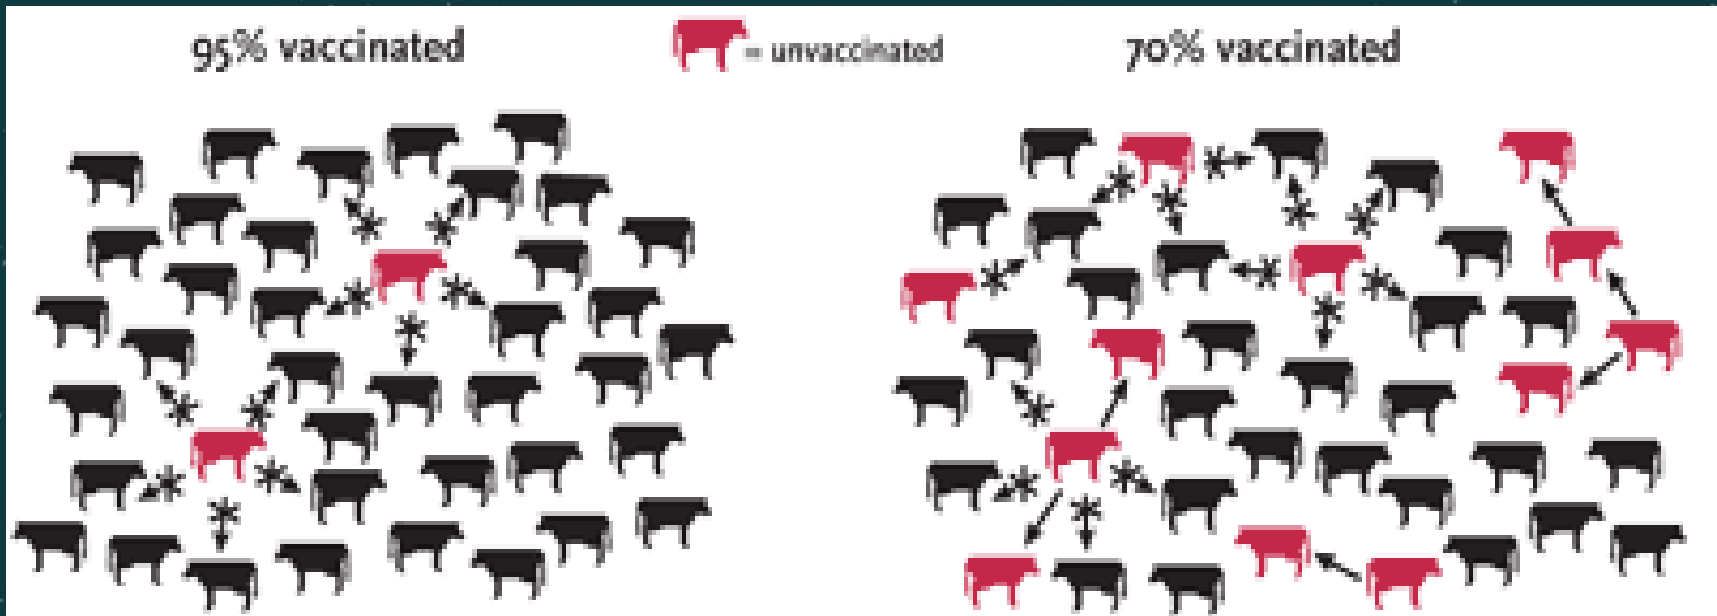 95% vaccinated
= unvaccinated
70% vaccinated